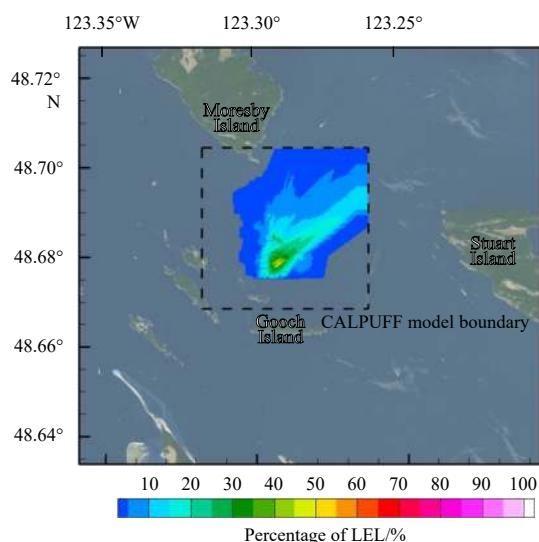 123.35°W 123.30° 123.25°
48.72°
N
Moresby
Island
48.70°
Stuart
Island
48.68°
Gooch
Island
CALPUFF model boundary
48.66°
48.64°
10 20 30 40 50 60 70 80 90 100
Percentage of LEL/%